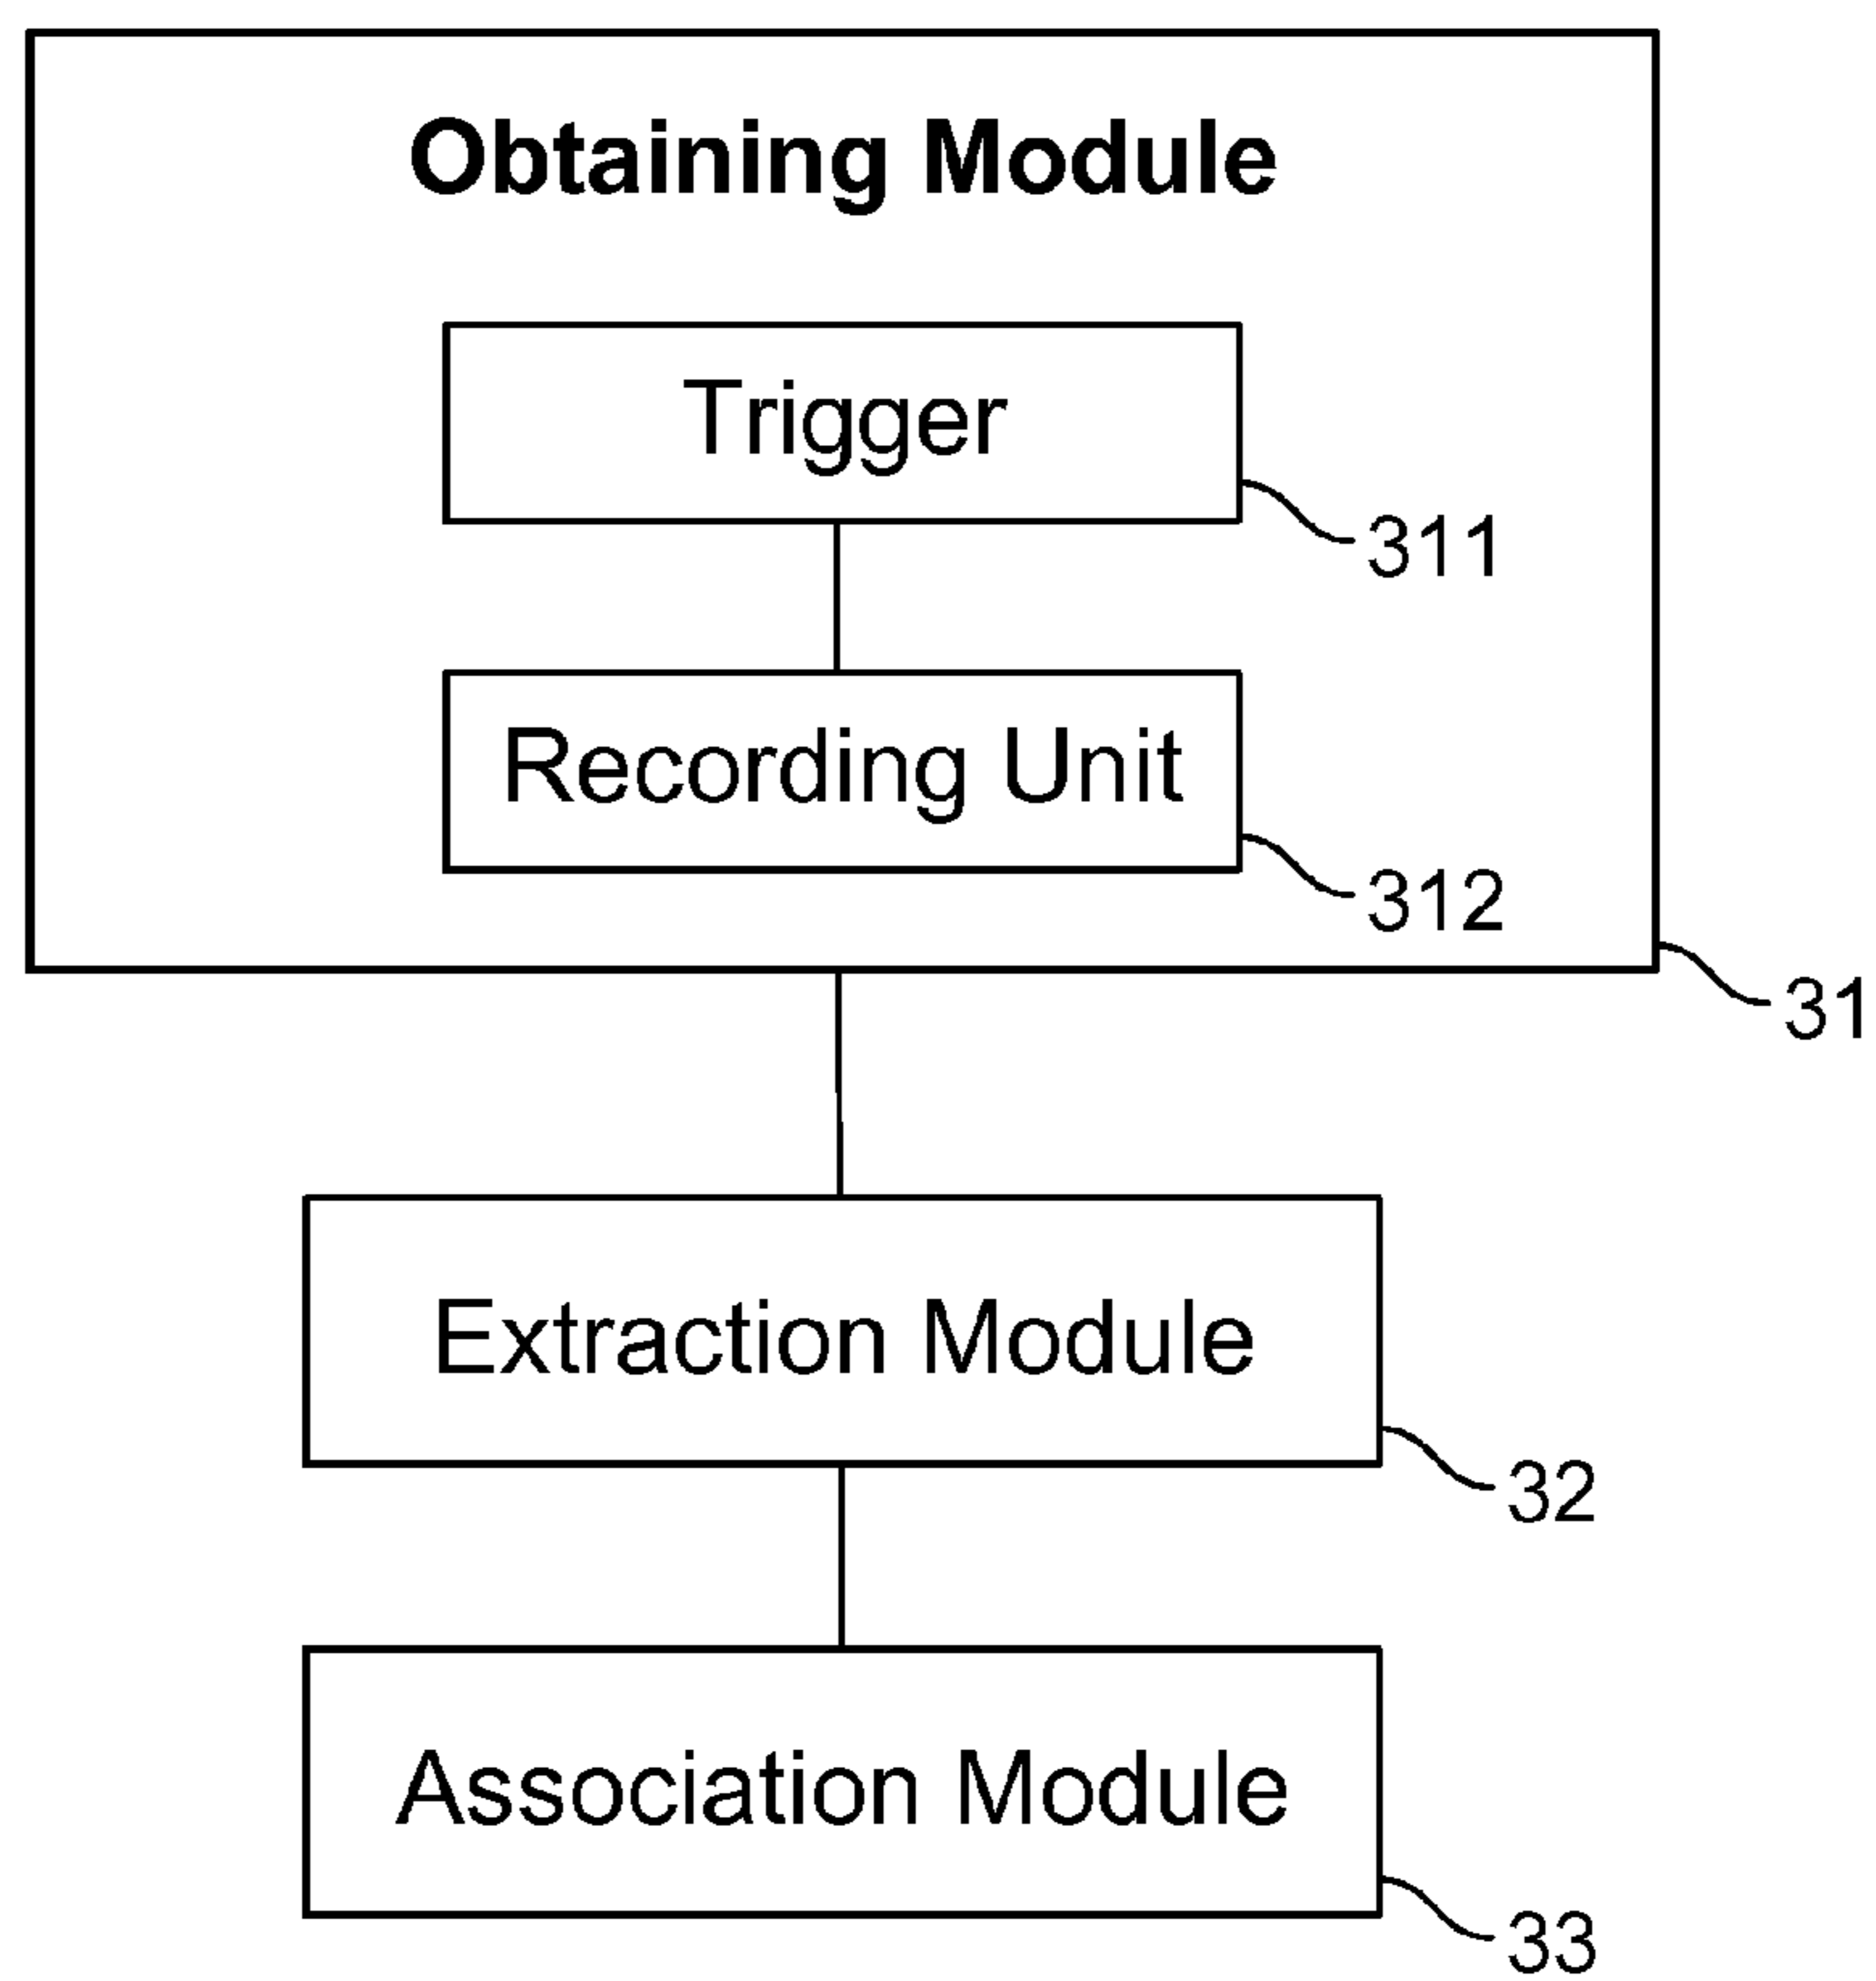 Obtaining Module
Trigger
311
Recording Unit
312
31
Extraction Module
32
Association Module
33